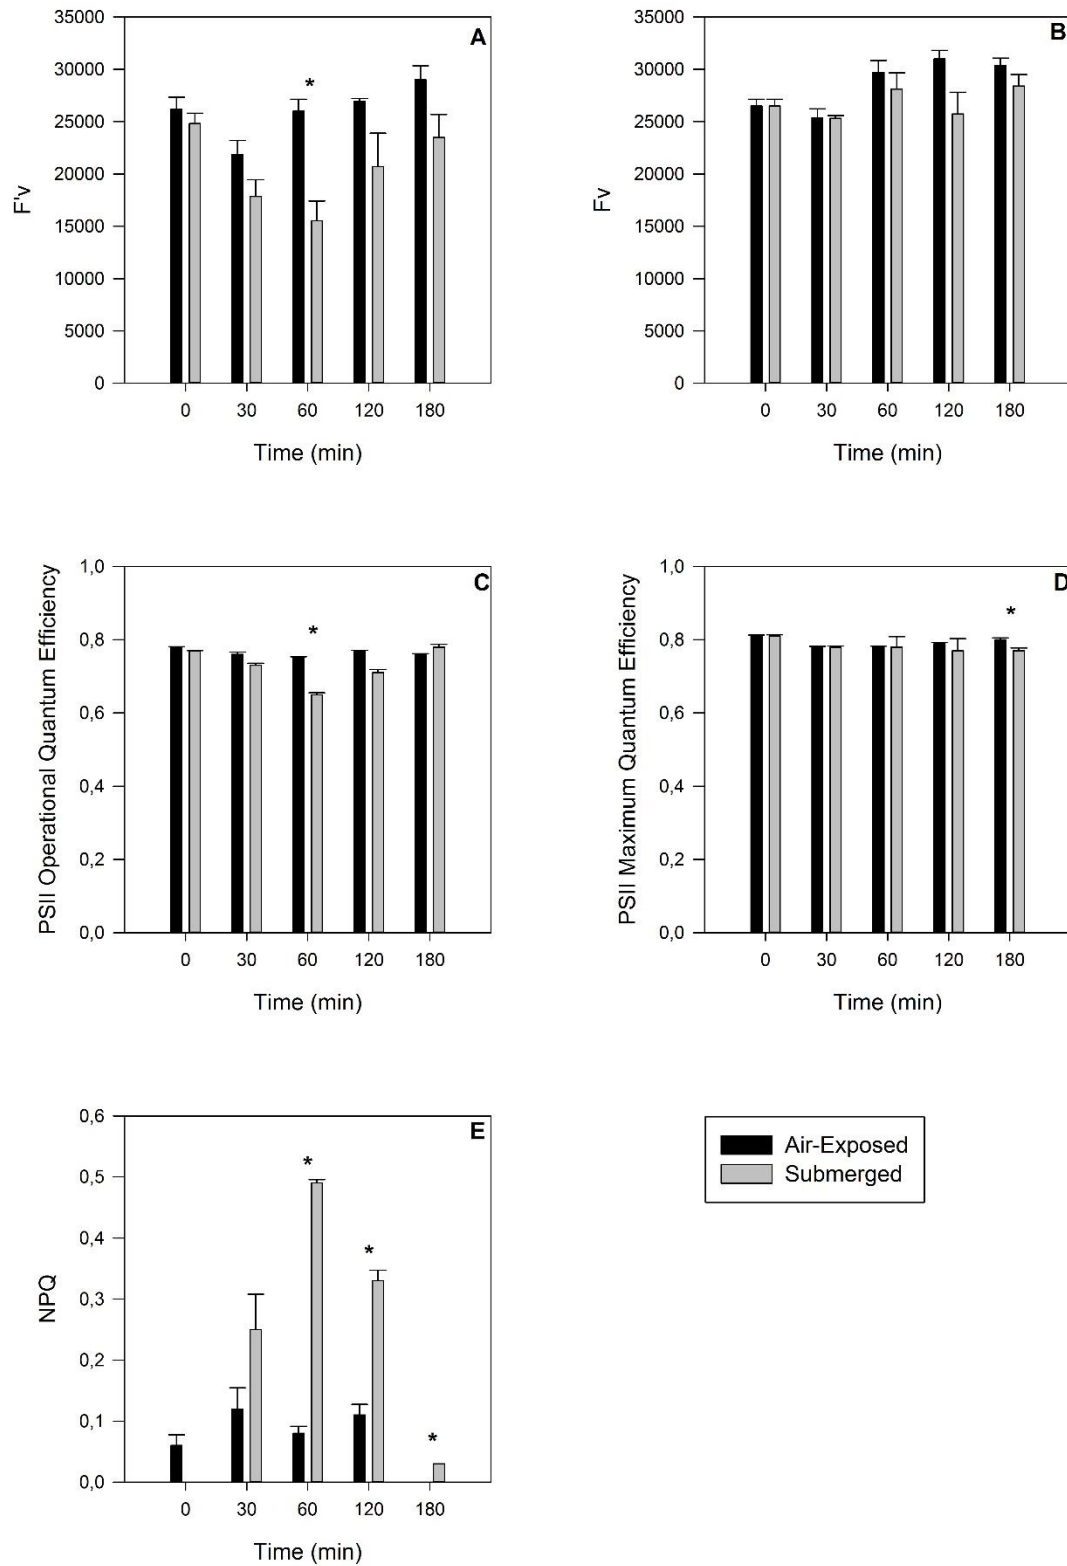 A
F'v
35000
30000
25000
20000
15000
10000
5000
0
*
0 30 60 120 180
Time (min)
B
Fv
35000
30000
25000
20000
15000
10000
5000
0
0 30 60 120 180
Time (min)
C
PSII Operational Quantum Efficiency
1,0
0,8
0,6
0,4
0,2
0,0
*
0 30 60 120 180
Time (min)
D
PSII Maximum Quantum Efficiency
1,0
0,8
0,6
0,4
0,2
0,0
*
0 30 60 120 180
Time (min)
E
NPQ
0,6
0,5
0,4
0,3
0,2
0,1
0,0
*
*
*
0 30 60 120 180
Time (min)
Air-Exposed
Submerged